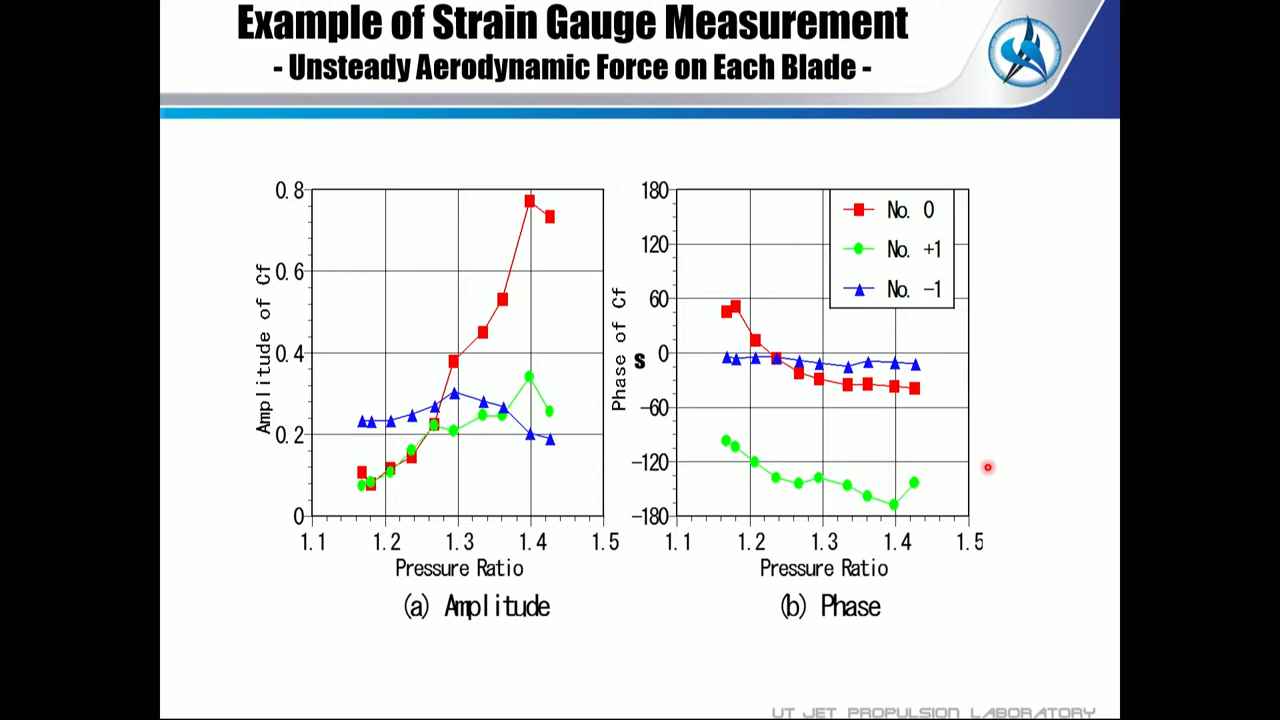 Example of Strain Gauge Measurement
- Unsteady Aerodynamic Force on Each Blade -
0.8
0.6
0.4
0.2
0
Amplitude of Cf
1.1 1.2 1.3 1.4 1.5
Pressure Ratio
(a) Amplitude
180
120
60
0
-60
-120
-180
Phase of Cf
s
No. 0
No. +1
No. -1
1.1 1.2 1.3 1.4 1.5
Pressure Ratio
(b) Phase
UT JET PROPULSION LABORATORY